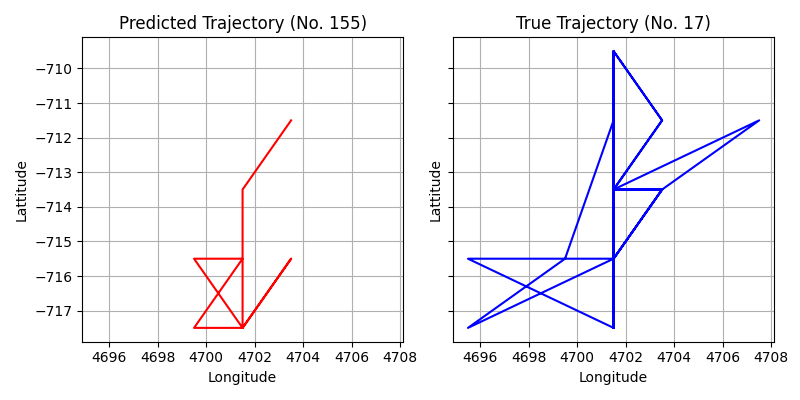 Predicted Trajectory (No. 155)
True Trajectory (No. 17)
Lattitude
−710
−711
−712
−713
−714
−715
−716
−717
4696 4698 4700 4702 4704 4706 4708
Longitude
Lattitude
4696 4698 4700 4702 4704 4706 4708
Longitude